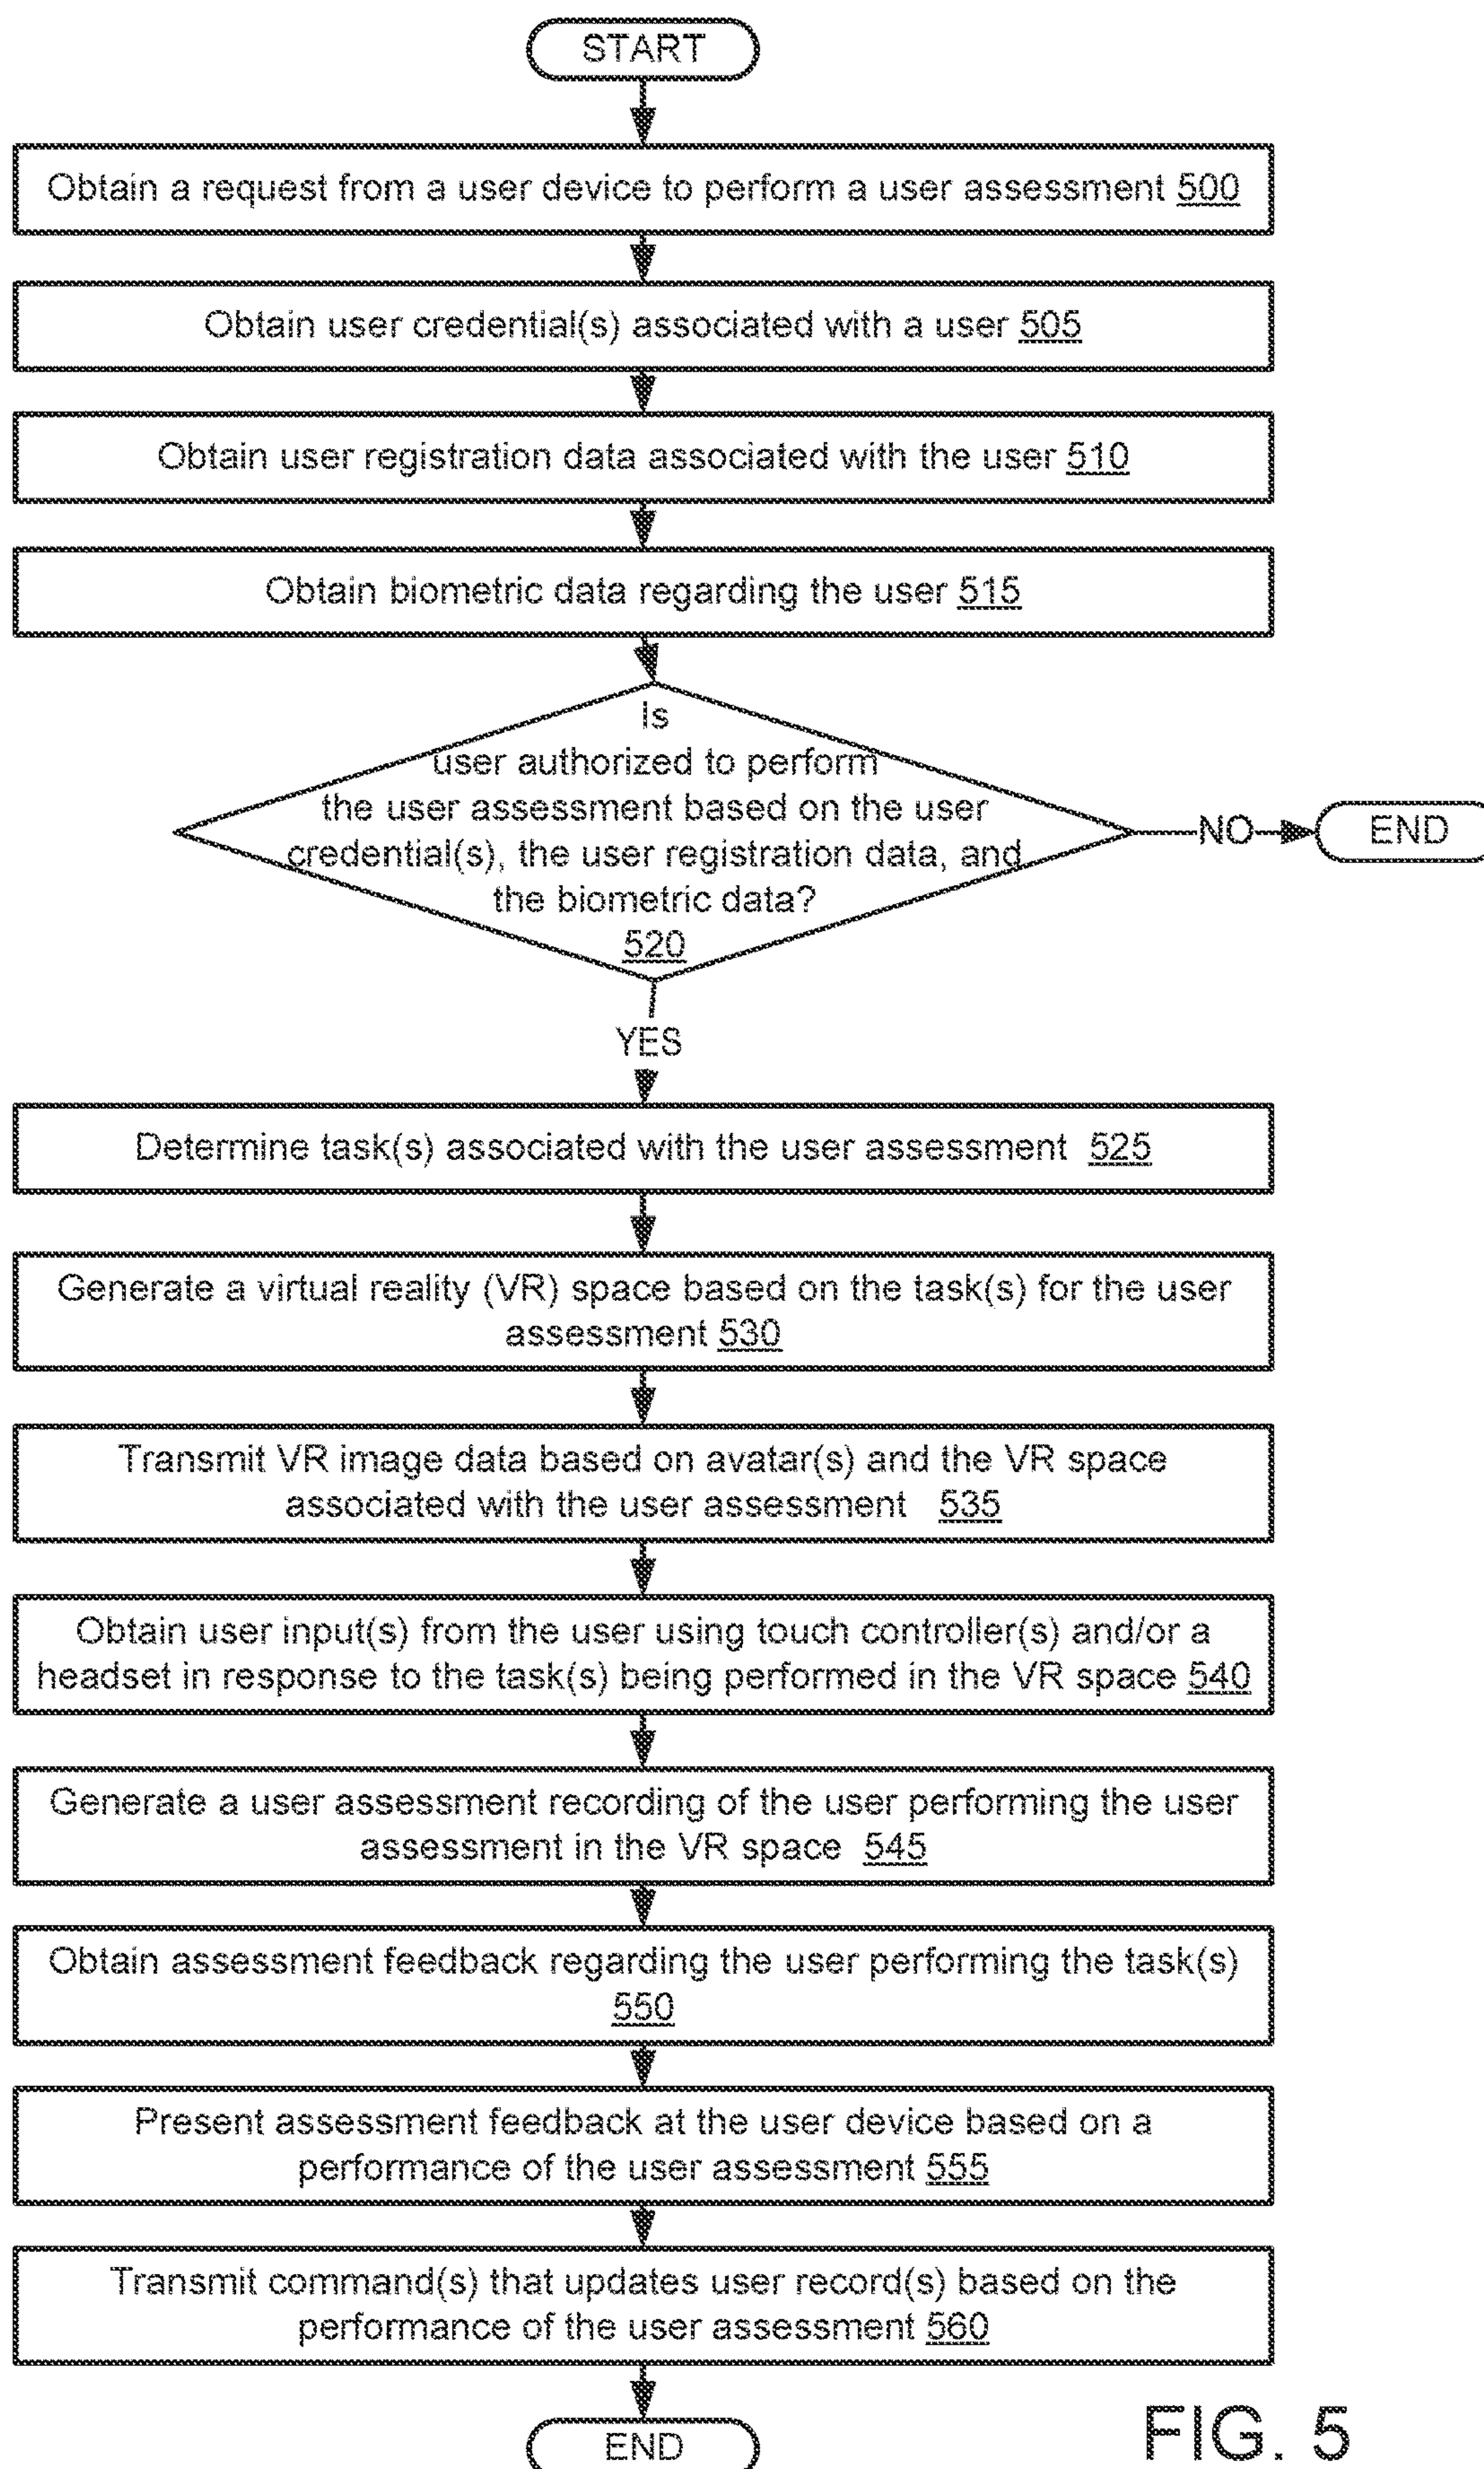 START
Obtain a request from a user device to perform a user assessment 500
Obtain user credential(s) associated with a user 505
Obtain user registration data associated with the user 510
Obtain biometric data regarding the user 515
Is
user authorized to perform
the user assessment based on the user
credential(s), the user registration data, and
the biometric data?
520
NO
END
YES
Determine task(s) associated with the user assessment 525
Generate a virtual reality (VR) space based on the task(s) for the user
assessment 530
Transmit VR image data based on avatar(s) and the VR space
associated with the user assessment 535
Obtain user input(s) from the user using touch controller(s) and/or a
headset in response to the task(s) being performed in the VR space 540
Generate a user assessment recording of the user performing the user
assessment in the VR space 545
Obtain assessment feedback regarding the user performing the task(s)
550
Present assessment feedback at the user device based on a
performance of the user assessment 555
Transmit command(s) that updates user record(s) based on the
performance of the user assessment 560
END
FIG. 5